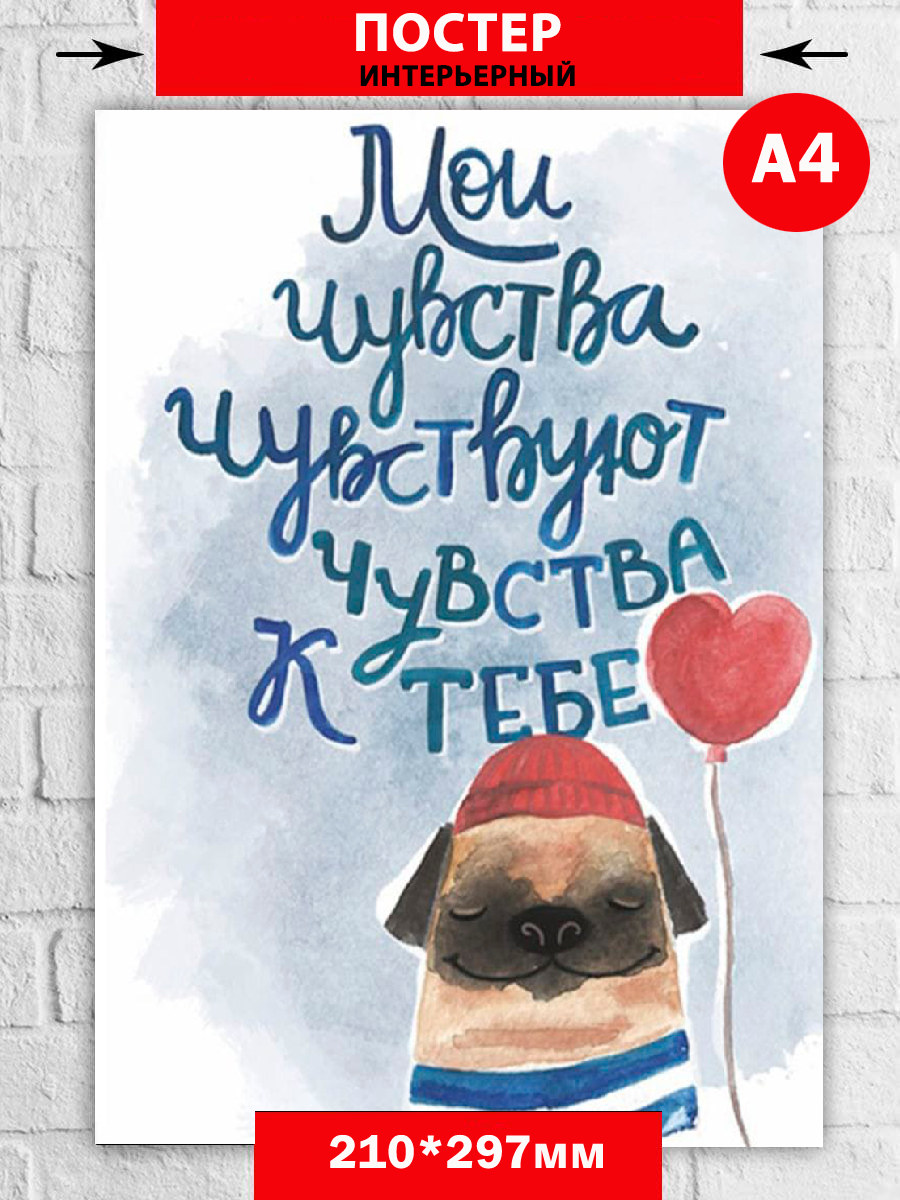 ПОСТЕР
ИНТЕРЬЕРНЫЙ
А4
Мои
чувства
чувствуют
чувства
к тебе
210*297мм